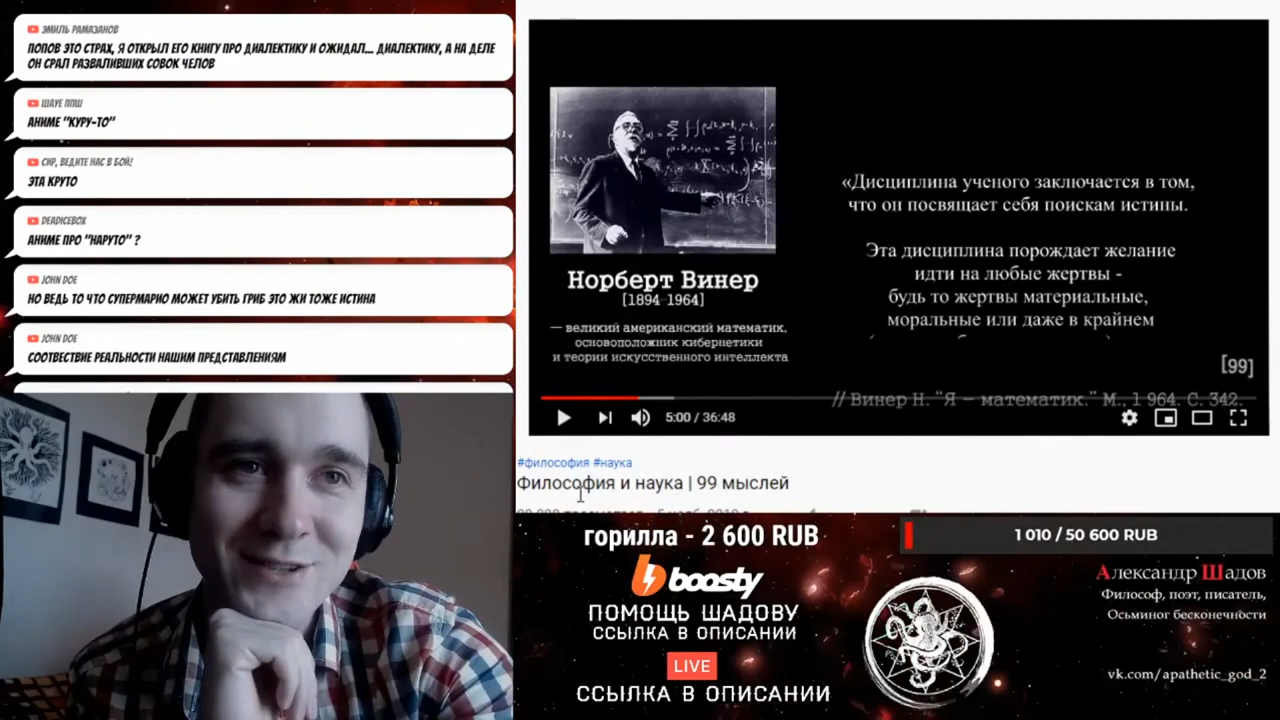 ЭМИЛЬ РАМАЗАНОВ
ПОПОВ ЭТО СТРАХ, Я ОТКРЫЛ ЕГО КНИГУ ПРО ДИАЛЕКТИКУ И ОЖИДАЛ... ДИАЛЕКТИКУ, А НА ДЕЛЕ
ОН СРАЛ РАЗВАЛИВШИХ СОВОК ЧЕЛОВ
ШАУЕ ППШ
АНИМЕ "КУРУ-ТО"
СИР, ВЕДИТЕ НАС В БОЙ!
ЭТА КРУТО
DEADICEBOX
АНИМЕ ПРО "НАРУТО" ?
JOHN DOE
НО ВЕДЬ ТО ЧТО СУПЕРМАРИО МОЖЕТ УБИТЬ ГРИБ ЭТО ЖИ ТОЖЕ ИСТИНА
JOHN DOE
СООТВЕСТВИЕ РЕАЛЬНОСТИ НАШИМ ПРЕДСТАВЛЕНИЯМ
Норберт Винер
[1894 1964]
— великий американский математик,
основоположник кибернетики
и теории искусственного интеллекта
«Дисциплина ученого заключается в том,
что он посвящает себя поискам истины.
Эта дисциплина порождает желание
идти на любые жертвы -
будь то жертвы материальные,
моральные или даже в крайнем
[99]
// Винер Н. "Я — математик." М., 1 964. С. 342.
5:00 / 36:48
#философия #наука
Философия и наука | 99 мыслей
горилла - 2 600 RUB
boosty
ПОМОЩЬ ШАДОВУ
ССЫЛКА В ОПИСАНИИ
LIVE
ССЫЛКА В ОПИСАНИИ
1 010 / 50 600 RUB
Александр Шадов
Философ, поэт, писатель,
Осьминог бесконечности
vk.com/apathetic_god_2